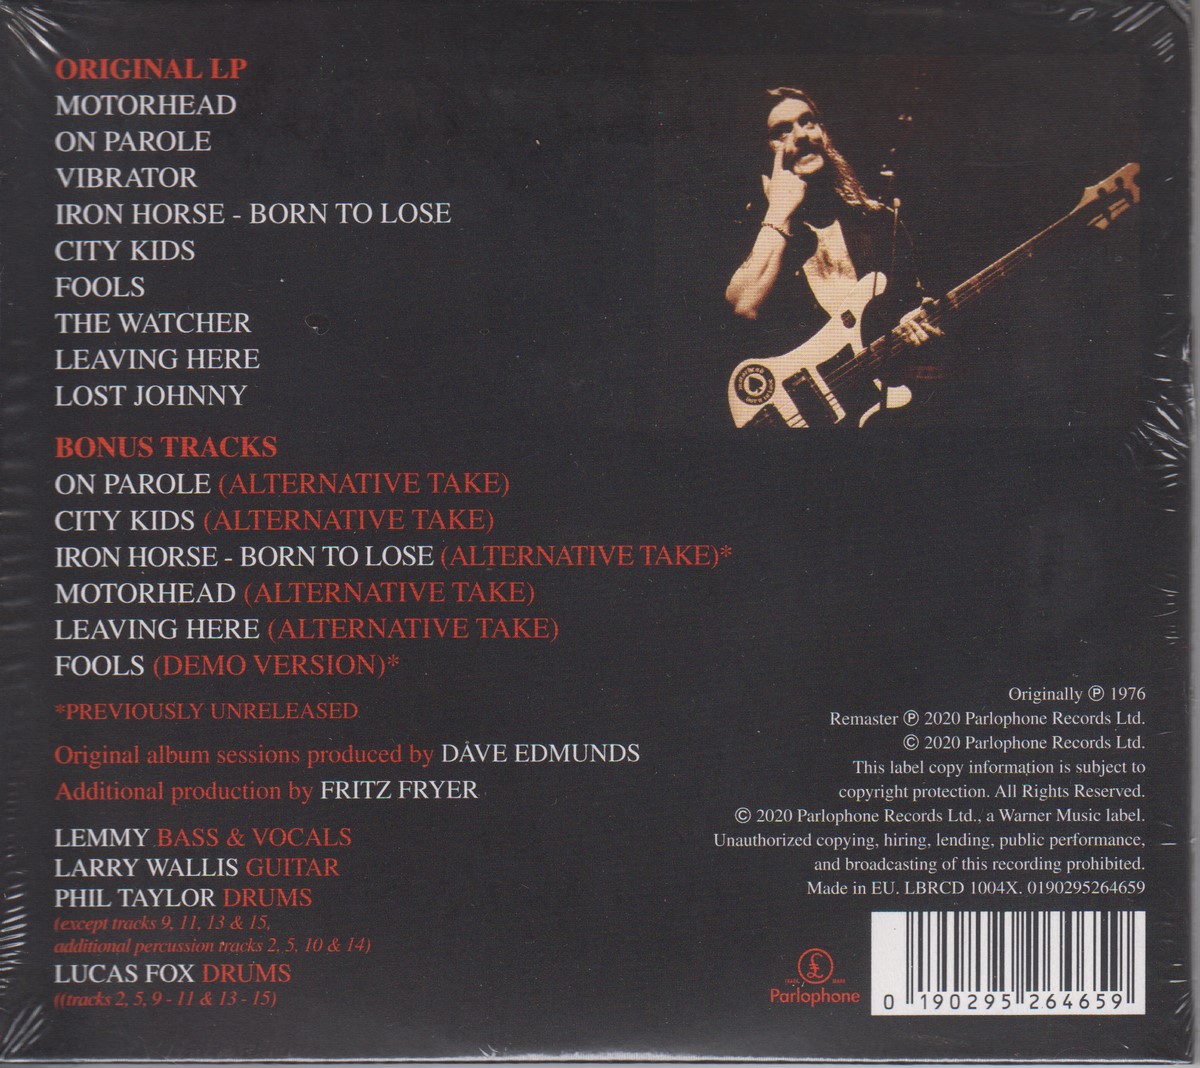 ORIGINAL LP
MOTORHEAD
ON PAROLE
VIBRATOR
IRON HORSE - BORN TO LOSE
CITY KIDS
FOOLS
THE WATCHER
LEAVING HERE
LOST JOHNNY
BONUS TRACKS
ON PAROLE (ALTERNATIVE TAKE)
CITY KIDS (ALTERNATIVE TAKE)
IRON HORSE - BORN TO LOSE (ALTERNATIVE TAKE)*
MOTORHEAD (ALTERNATIVE TAKE)
LEAVING HERE (ALTERNATIVE TAKE)
FOOLS (DEMO VERSION)*
*PREVIOUSLY UNRELEASED
Original album sessions produced by DAVE EDMUNDS
Additional production by FRITZ FRYER
LEMMY BASS & VOCALS
LARRY WALLIS GUITAR
PHIL TAYLOR DRUMS
(except tracks 9, 11, 13 & 15,
additional percussion tracks 2, 5, 10 & 14)
LUCAS FOX DRUMS
((tracks 2, 5, 9 - 11 & 13 - 15)
Originally ℗ 1976
Remaster ℗ 2020 Parlophone Records Ltd.
© 2020 Parlophone Records Ltd.
This label copy information is subject to
copyright protection. All Rights Reserved.
© 2020 Parlophone Records Ltd., a Warner Music label.
Unauthorized copying, hiring, lending, public performance,
and broadcasting of this recording prohibited.
Made in EU. LBRCD 1004X. 0190295264659
£
Parlophone
0 190295 264659